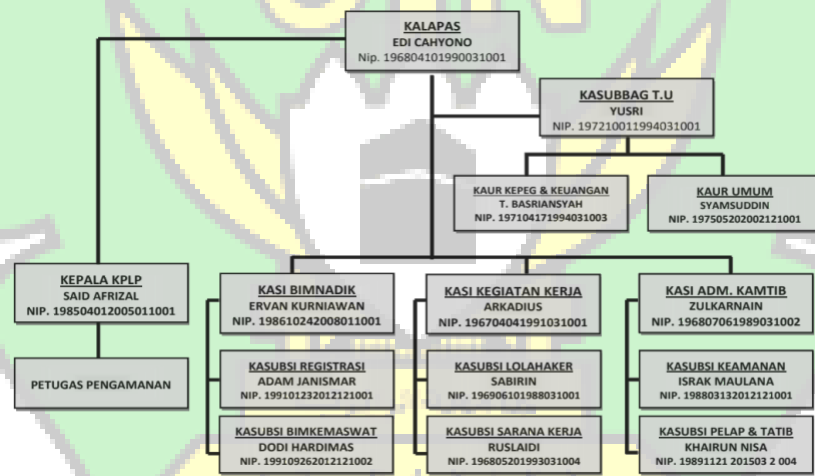 KALAPAS
EDI CAHYONO
Nip. 196804101990031001
KASUBBAG T.U
YUSRI
NIP. 197210011994031001
KAUR KEPEG & KEUANGAN
T. BASRIANSYAH
NIP. 197104171994031003
KAUR UMUM
SYAMSUDDIN
NIP. 197505202002121001
KEPALA KPLP
SAID AFRIZAL
NIP. 198504012005011001
PETUGAS PENGAMANAN
KASI BIMNADIK
ERVAN KURNIAWAN
NIP. 198610242008011001
KASUBSI REGISTRASI
ADAM JANISMAR
NIP. 199101232012121001
KASUBSI BIMKEMASWAT
DODI HARDIMAS
NIP. 199109262012121002
KASI KEGIATAN KERJA
ARKADIUS
NIP. 196704041991031001
KASUBSI LOLAHAKER
SABIRIN
NIP. 196906101988031001
KASUBSI SARANA KERJA
RUSLAIDI
NIP. 196805201993031004
KASI ADM. KAMTIB
ZULKARNAIN
NIP. 196807061989031002
KASUBSI KEAMANAN
ISRAK MAULANA
NIP. 198803132012121001
KASUBSI PELAP & TATIB
KHAIRUN NISA
NIP. 19891121 201503 2 004